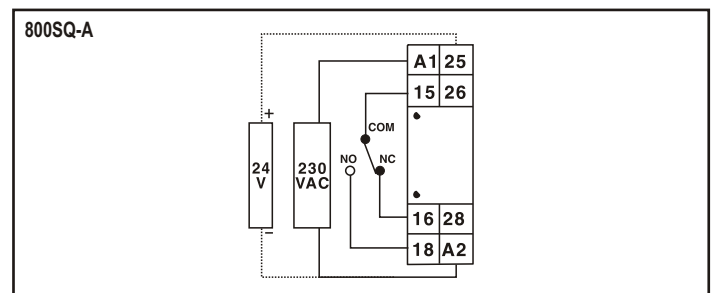 800SQ-A
A1 25
15 26
+
COM
NO NC
24 V
230 VAC
–
16 28
18 A2